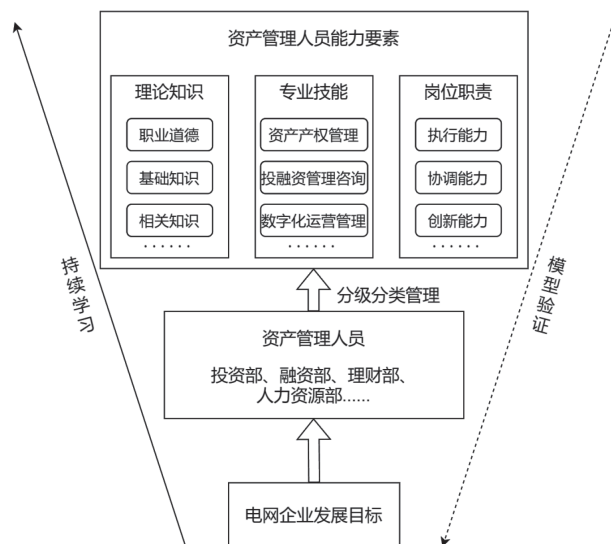 资产管理人员能力要素
理论知识
职业道德
基础知识
相关知识
......
专业技能
资产产权管理
投融资管理咨询
数字化运营管理
......
岗位职责
执行能力
协调能力
创新能力
......
持续学习
模型验证
分级分类管理
资产管理人员
投资部、融资部、理财部、
人力资源部......
电网企业发展目标